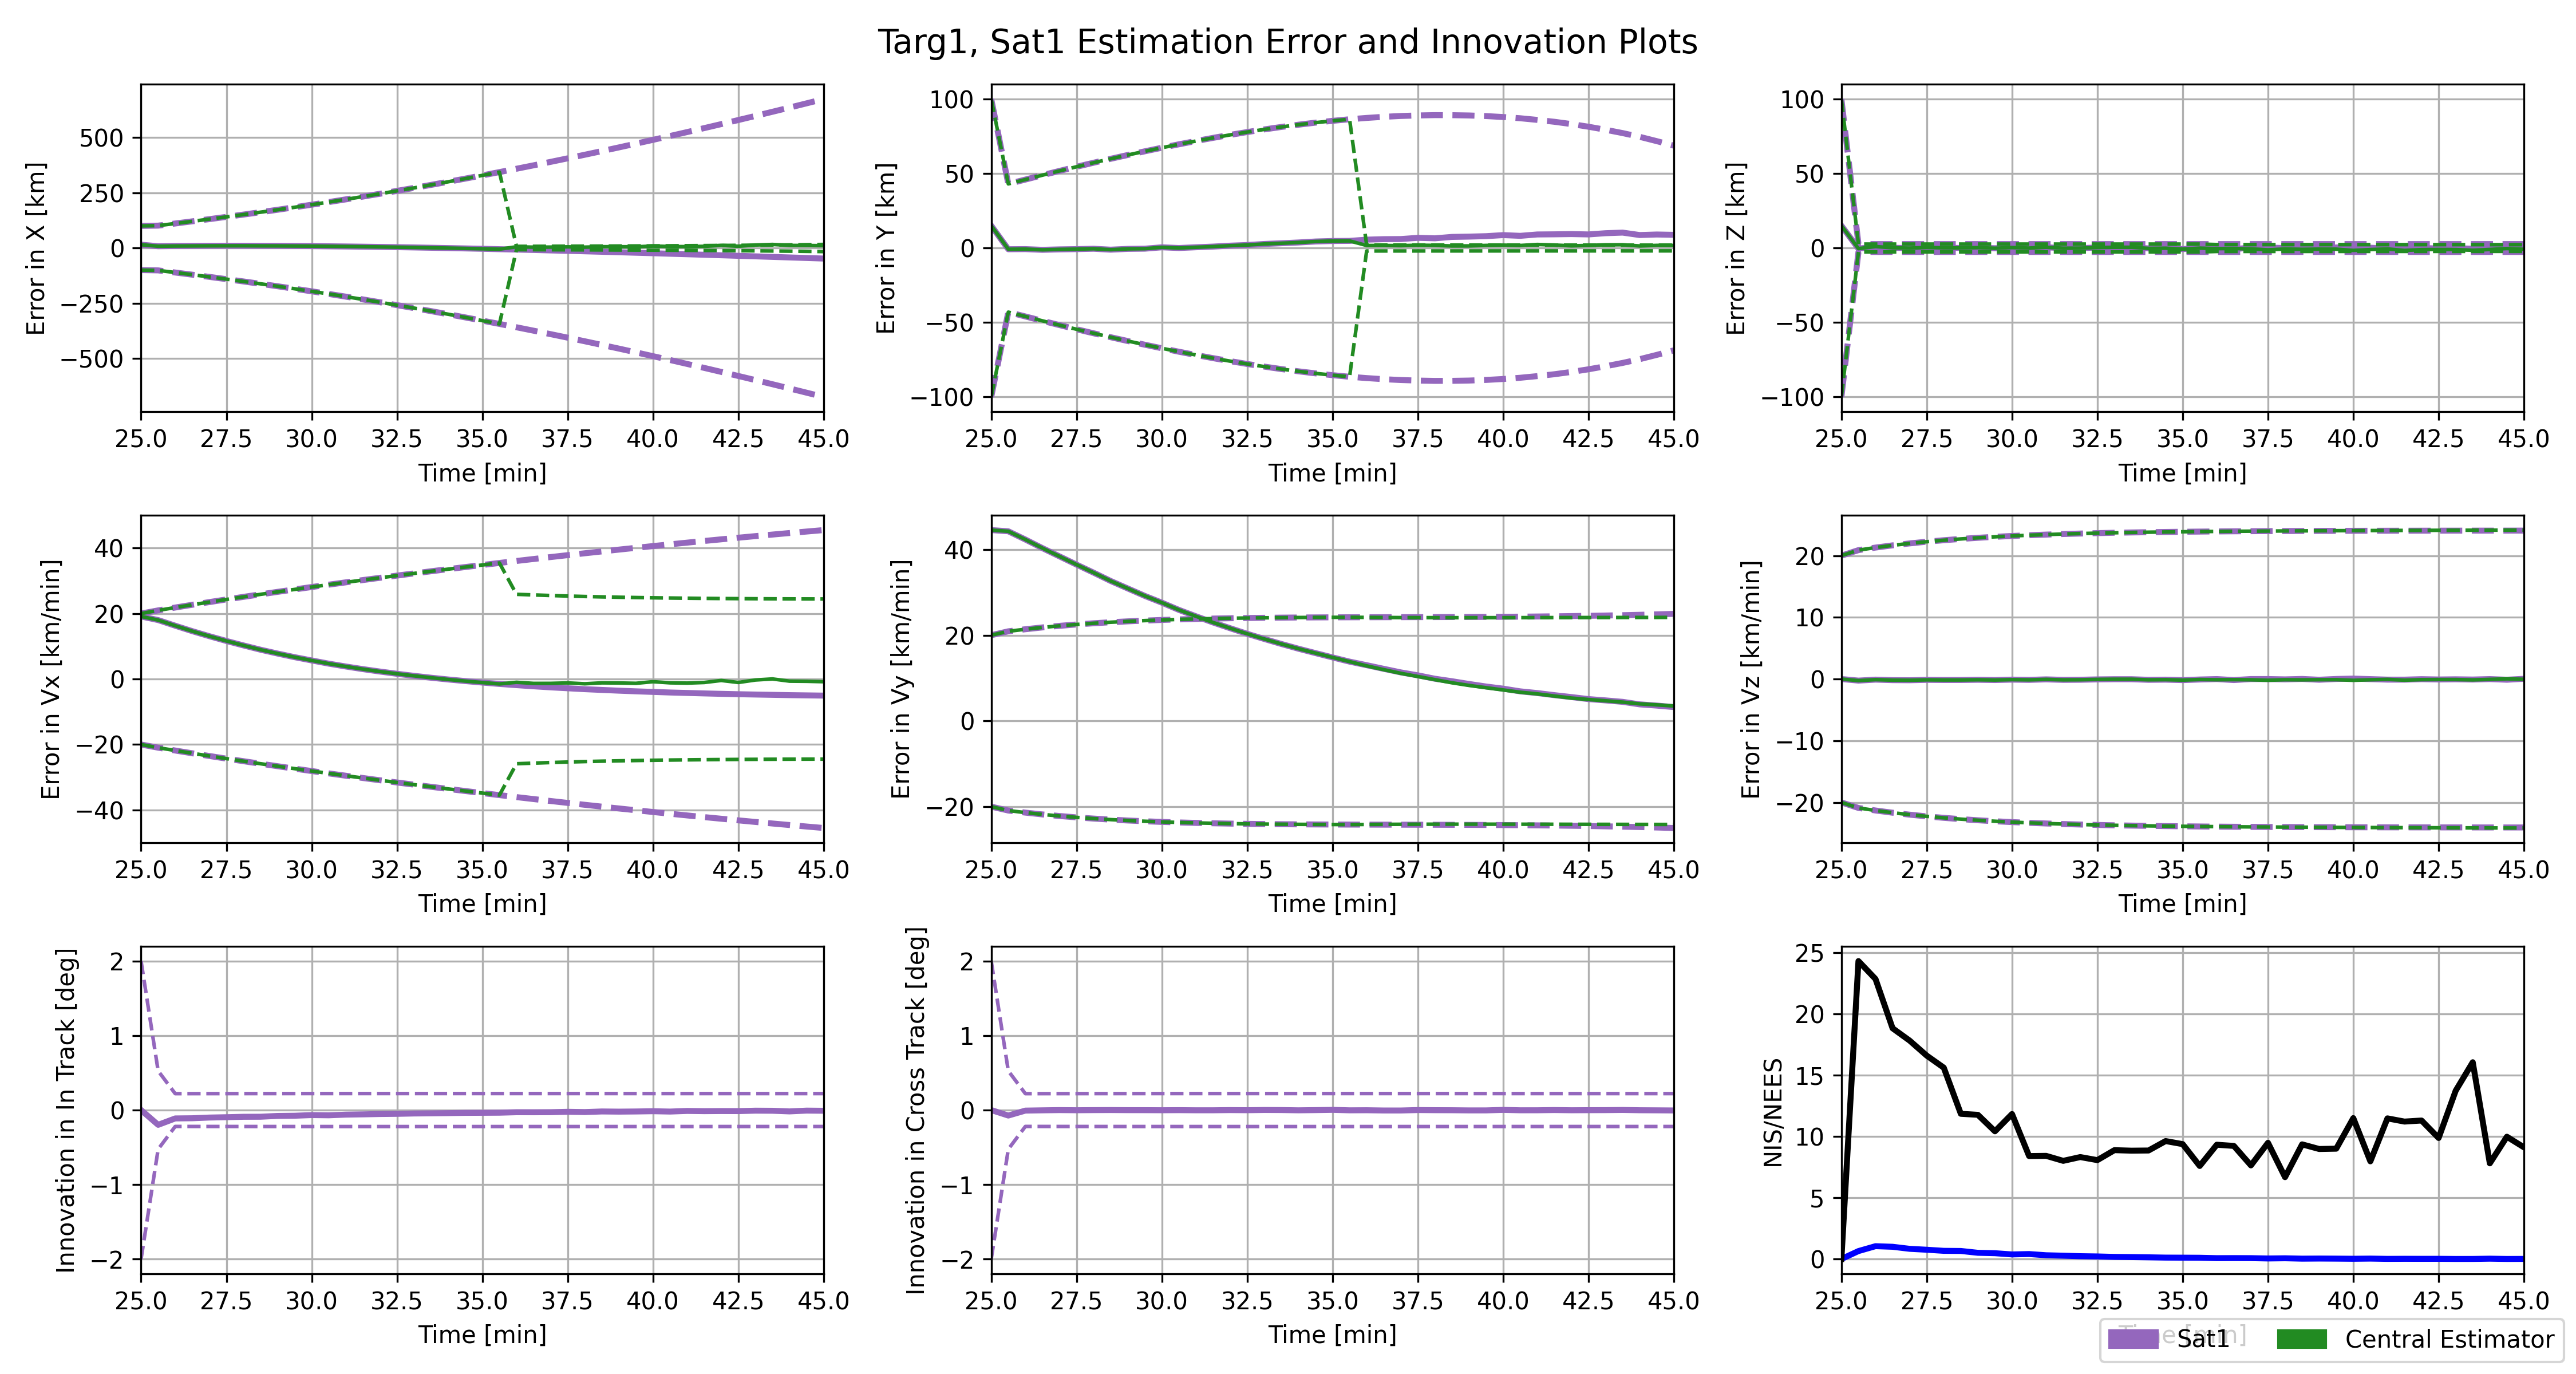 Targ1, Sat1 Estimation Error and Innovation Plots
Error in X [km]
500
250
0
−250
−500
25.0 27.5 30.0 32.5 35.0 37.5 40.0 42.5 45.0
Time [min]
Error in Y [km]
100
50
0
−50
−100
25.0 27.5 30.0 32.5 35.0 37.5 40.0 42.5 45.0
Time [min]
Error in Z [km]
100
50
0
−50
−100
25.0 27.5 30.0 32.5 35.0 37.5 40.0 42.5 45.0
Time [min]
Error in Vx [km/min]
40
20
0
−20
−40
25.0 27.5 30.0 32.5 35.0 37.5 40.0 42.5 45.0
Time [min]
Error in Vy [km/min]
40
20
0
−20
25.0 27.5 30.0 32.5 35.0 37.5 40.0 42.5 45.0
Time [min]
Error in Vz [km/min]
20
10
0
−10
−20
25.0 27.5 30.0 32.5 35.0 37.5 40.0 42.5 45.0
Time [min]
Innovation in In Track [deg]
2
1
0
−1
−2
25.0 27.5 30.0 32.5 35.0 37.5 40.0 42.5 45.0
Time [min]
Innovation in Cross Track [deg]
2
1
0
−1
−2
25.0 27.5 30.0 32.5 35.0 37.5 40.0 42.5 45.0
Time [min]
NIS/NEES
25
20
15
10
5
0
25.0 27.5 30.0 32.5 35.0 37.5 40.0 42.5 45.0
Time [min]
Sat1
Central Estimator